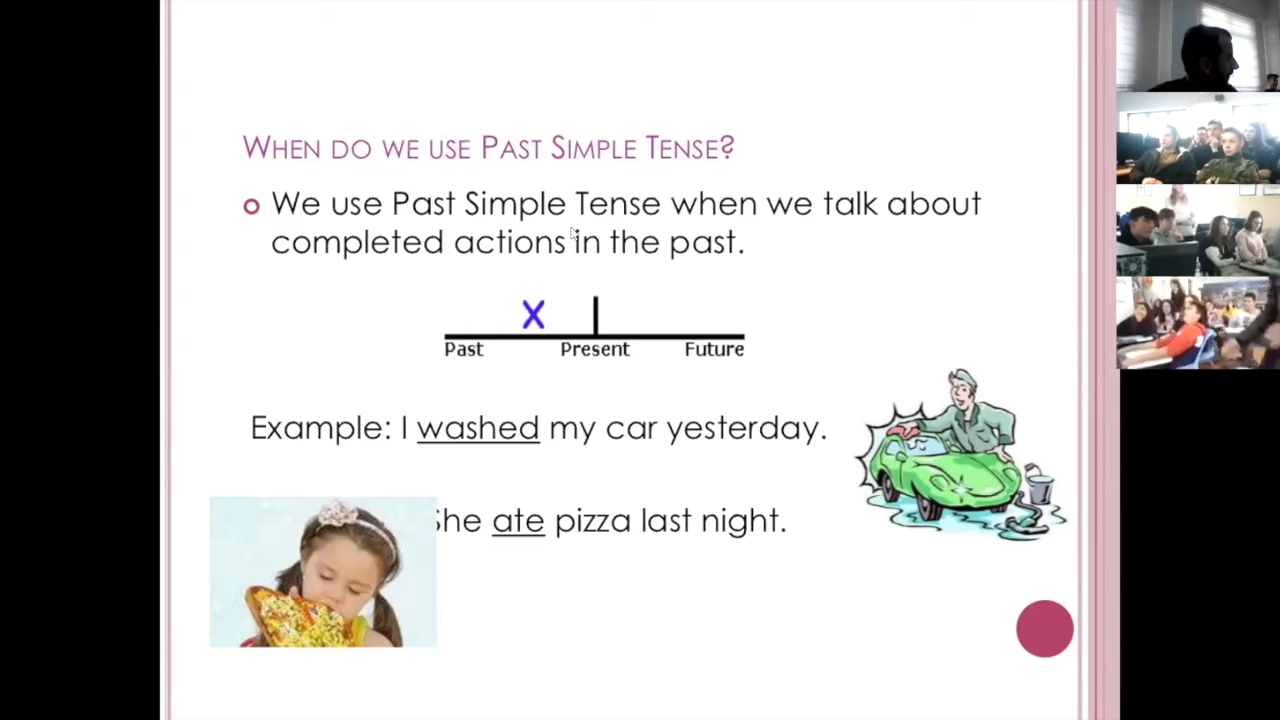 WHEN DO WE USE PAST SIMPLE TENSE?
We use Past Simple Tense when we talk about
completed actions in the past.
X
Past Present Future
Example: I washed my car yesterday.
She ate pizza last night.